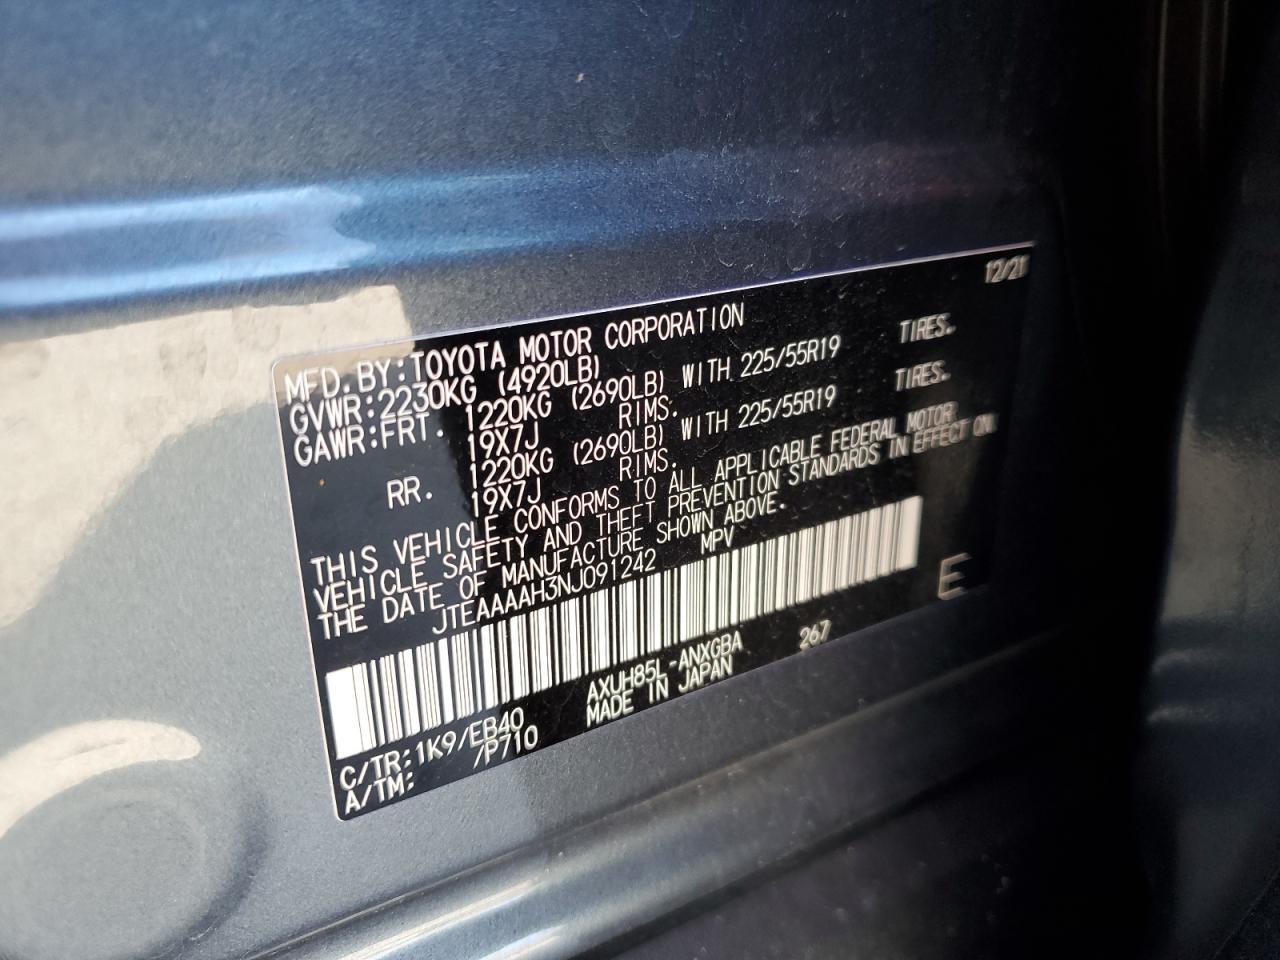 12/21
MFD. BY: TOYOTA MOTOR CORPORATION
GVWR: 2230KG (4920LB)
GAWR: FRT. 1220KG (2690LB) WITH 225/55R19 TIRES.
19X7J RIMS.
RR. 1220KG (2690LB) WITH 225/55R19 TIRES.
19X7J RIMS.
THIS VEHICLE CONFORMS TO ALL APPLICABLE FEDERAL MOTOR
VEHICLE SAFETY AND THEFT PREVENTION STANDARDS IN EFFECT ON
THE DATE OF MANUFACTURE SHOWN ABOVE.
JTEAAAAH3NJ091242 MPV
E
C/TR: 1K9/EB40 AXUH85L-ANXGBA 267
A/TM: /P710 MADE IN JAPAN